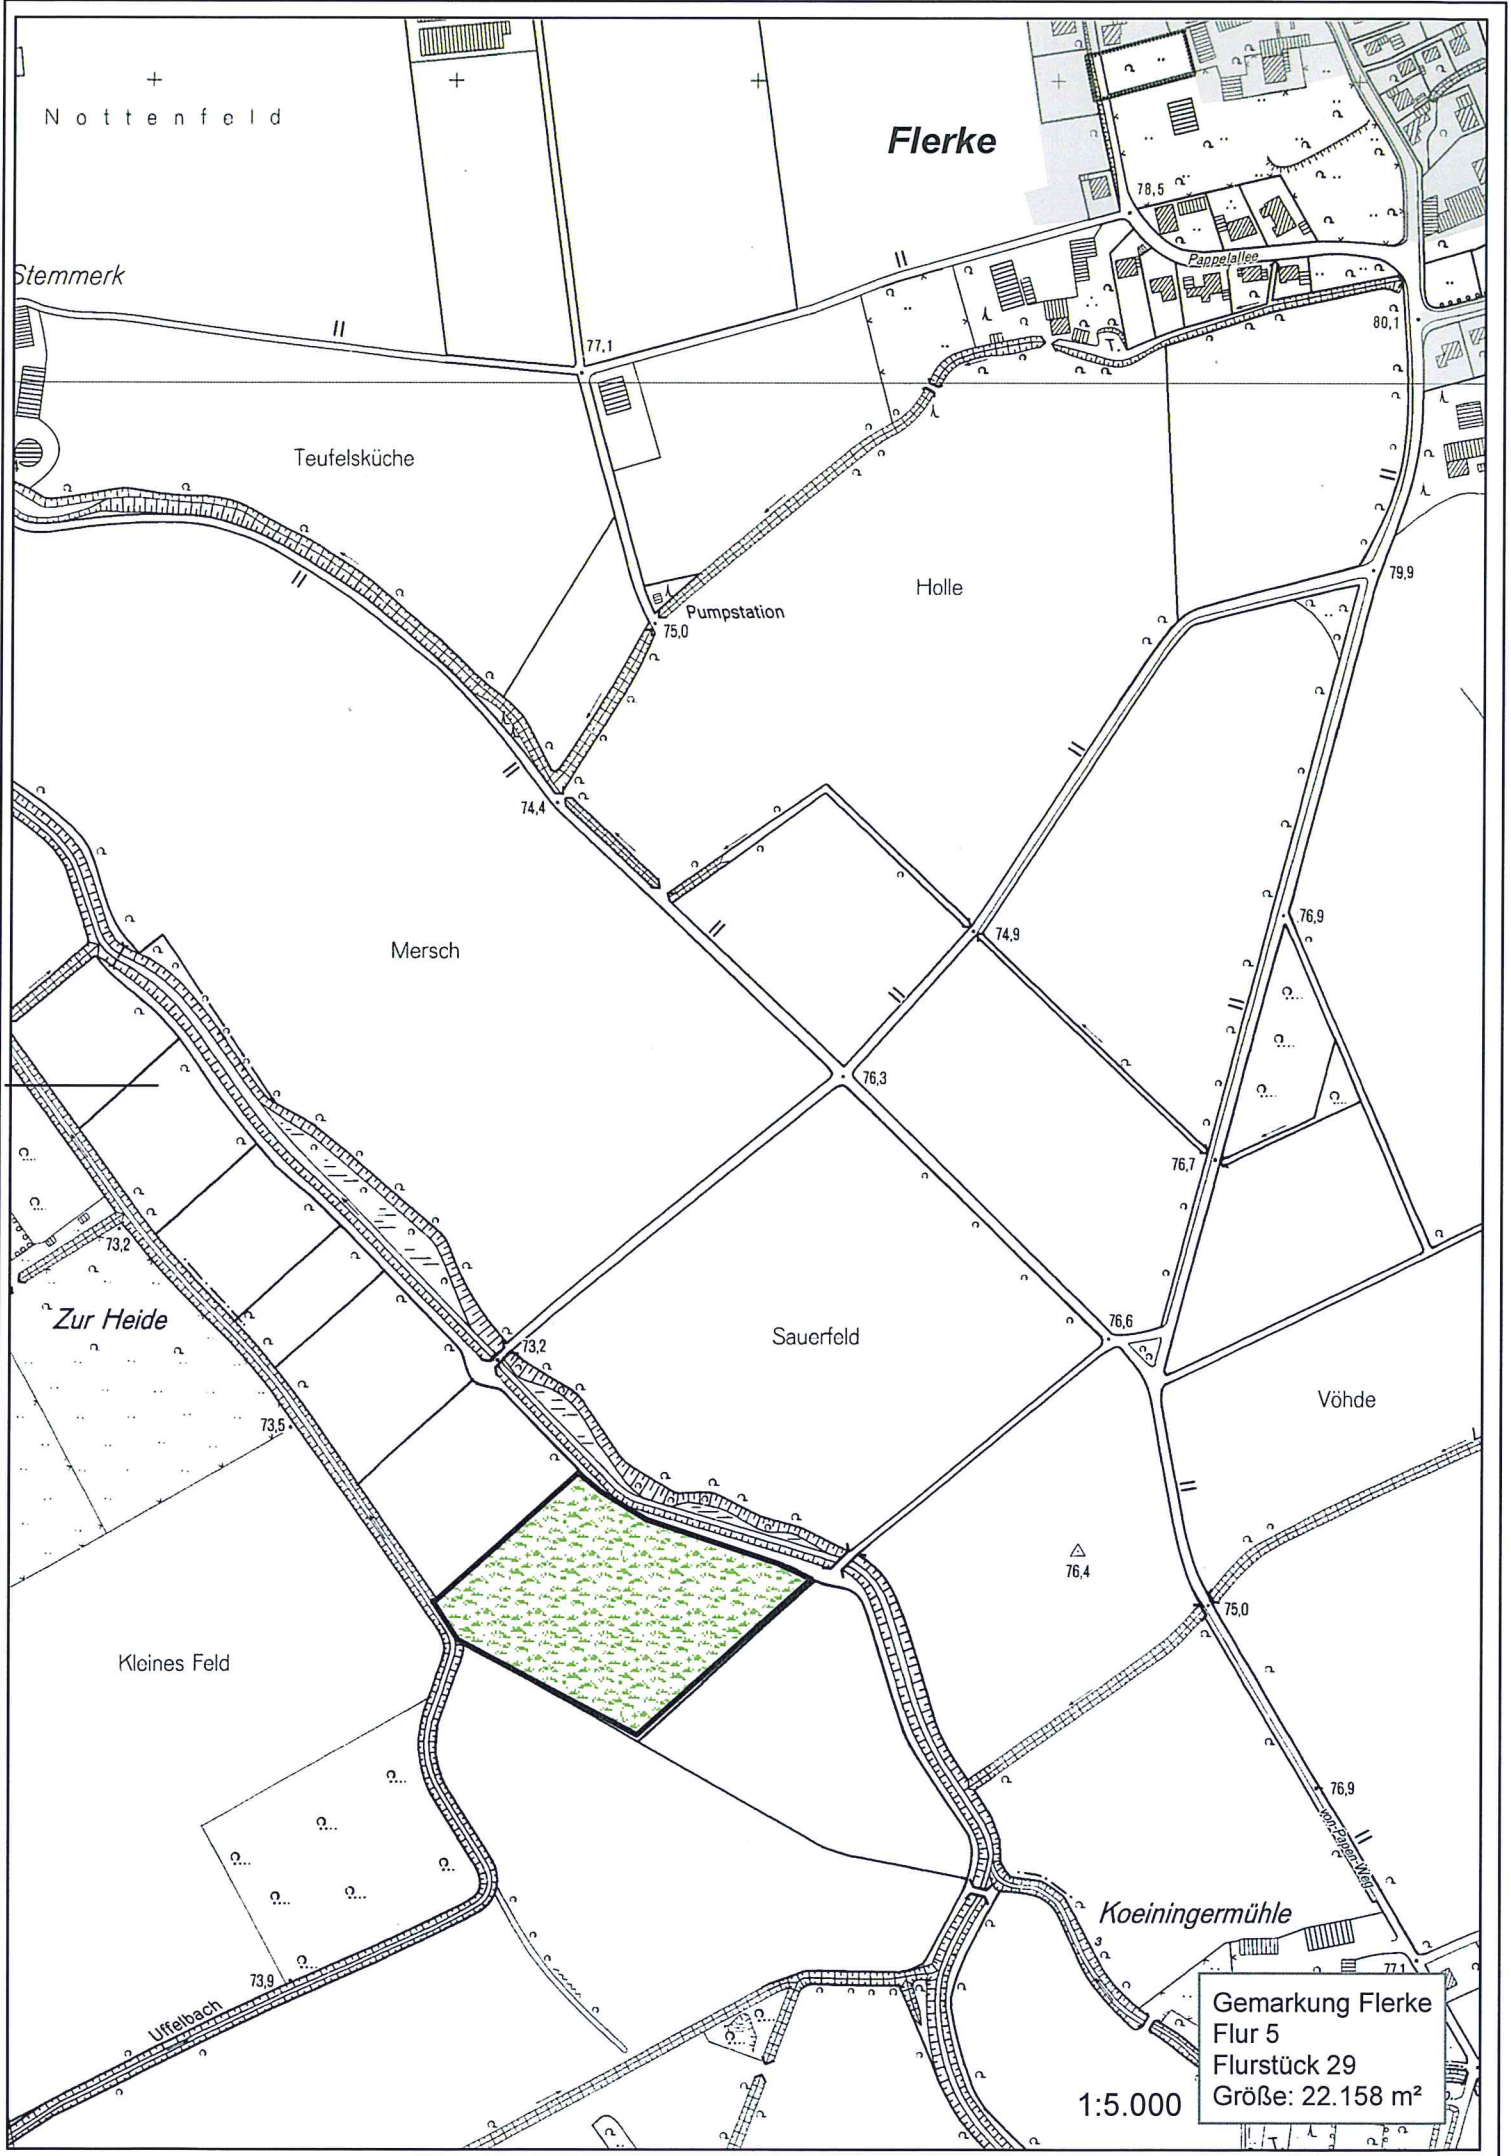 Nottenfeld
Flerke
78,5
Pappelallee
Stemmerk
80,1
77,1
Teufelsküche
79,9
Holle
Pumpstation
75,0
74,4
76,9
74,9
Mersch
76,3
76,7
73,2
Zur Heide
76,6
Sauerfeld
73,2
Vöhde
73,5
76,4
75,0
Kleines Feld
76,9
von-Papen-Weg
Koeiningermühle
73,9
77,1
Uffelbach
Gemarkung Flerke
Flur 5
Flurstück 29
Größe: 22.158 m²
1:5.000